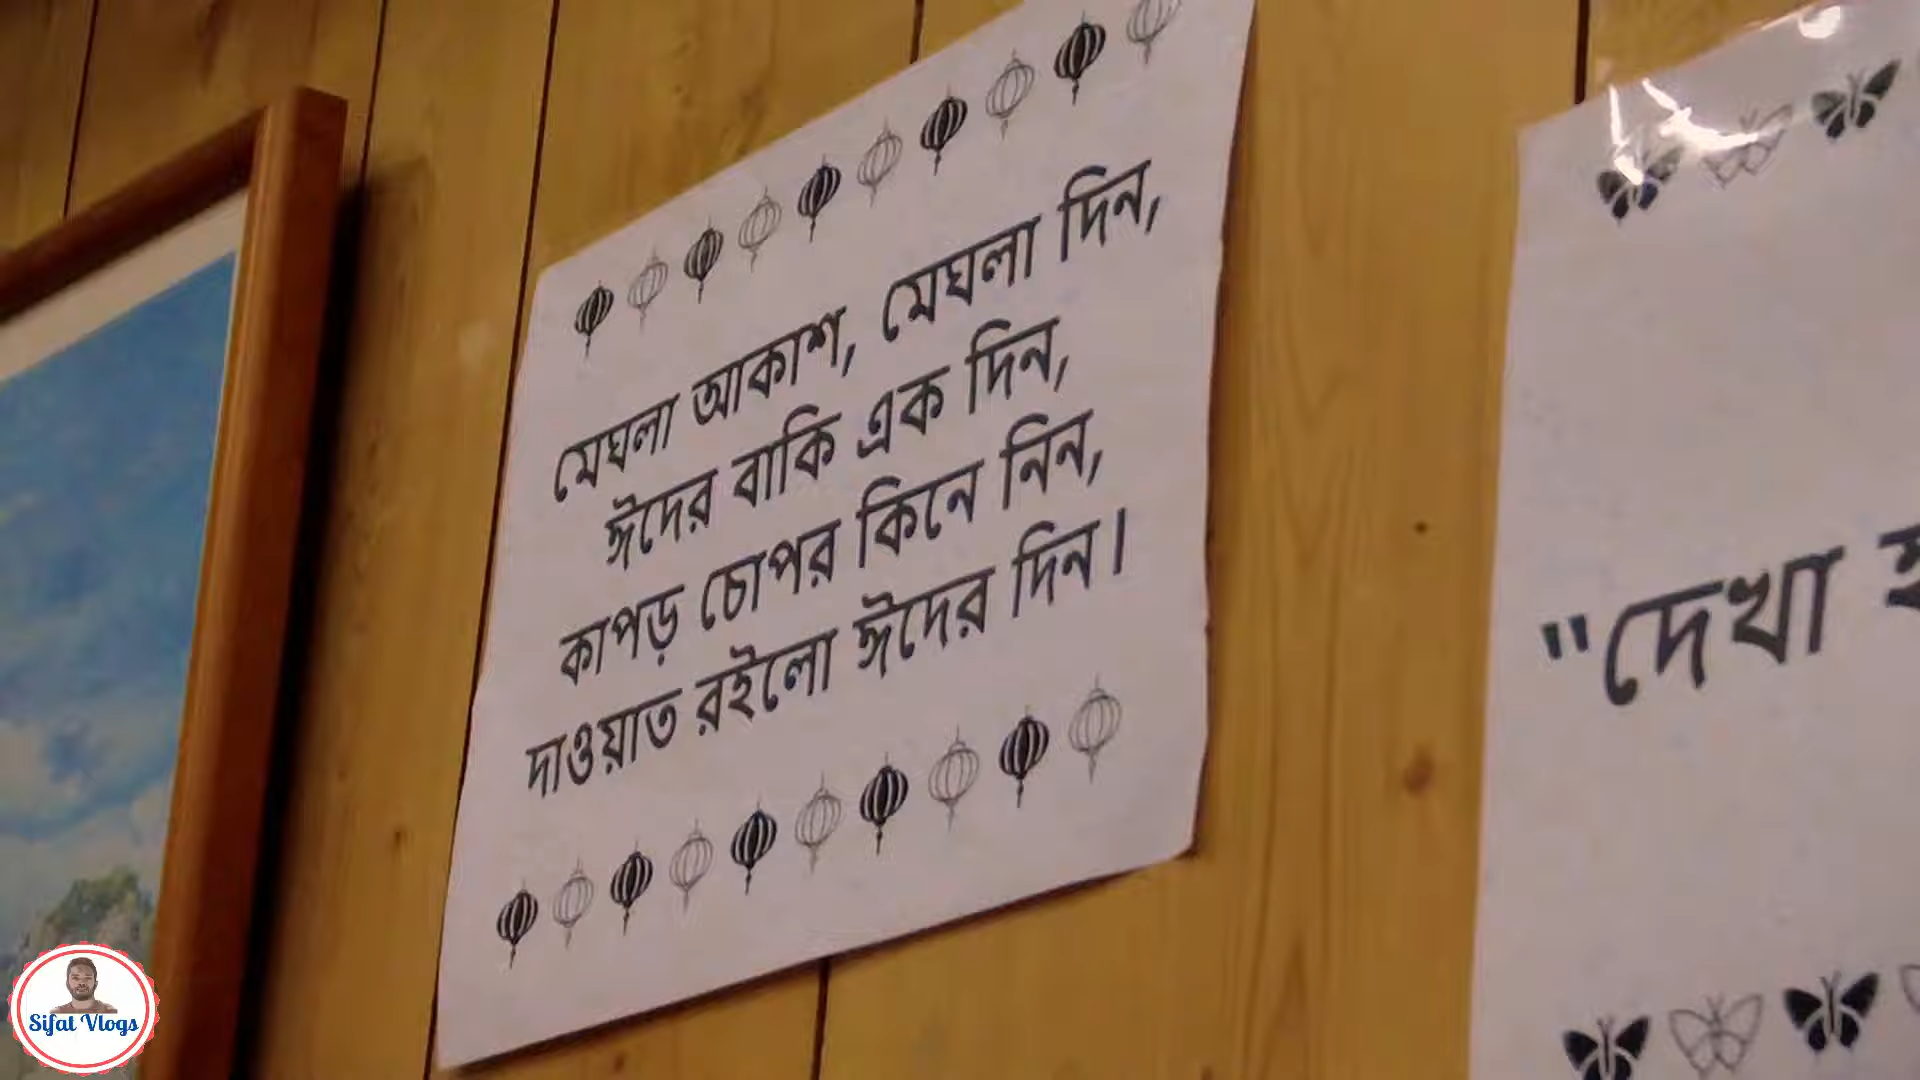 মেঘলা আকাশ, মেঘলা দিন,
ঈদের বাকি এক দিন,
কাপড় চোপর কিনে নিন,
দাওয়াত রইলো ঈদের দিন।
"দেখা
Sifat Vlogs